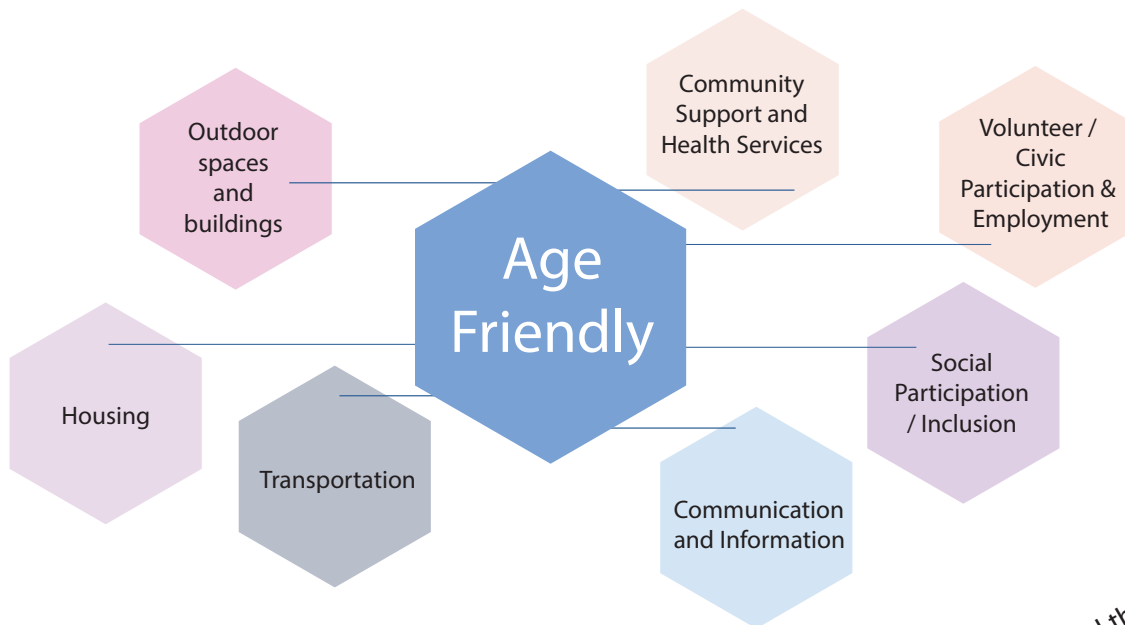 Outdoor
spaces
and
buildings
Community
Support and
Health Services
Volunteer /
Civic
Participation &
Employment
Age
Friendly
Housing
Transportation
Social
Participation
/ Inclusion
Communication
and Information